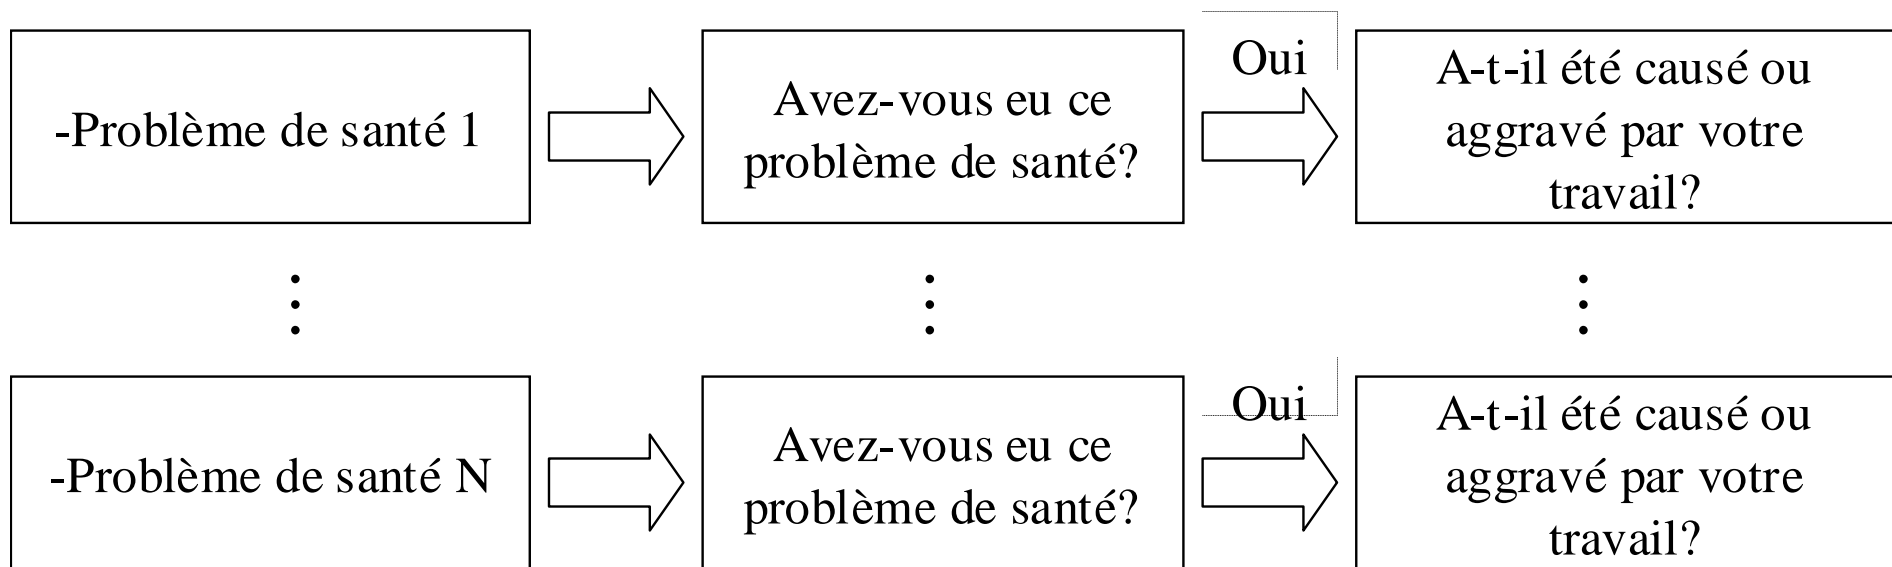 -Problème de santé 1
Avez-vous eu ce
problème de santé?
Oui
A-t-il été causé ou
aggravé par votre
travail?
-Problème de santé N
Avez-vous eu ce
problème de santé?
Oui
A-t-il été causé ou
aggravé par votre
travail?